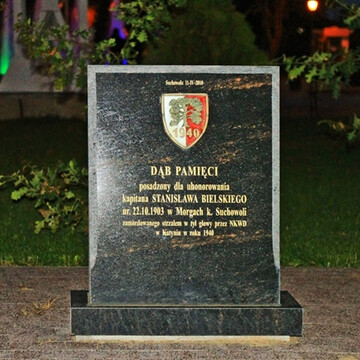 Suchowola 11-IV-2010
1940
DĄB PAMIĘCI
posadzony dla uhonorowania
kapitana STANISŁAWA BIELSKIEGO
ur. 22.10.1903 w Morgach k. Suchowoli
zamordowanego strzałem w tył głowy przez NKWD
w Katyniu w roku 1940